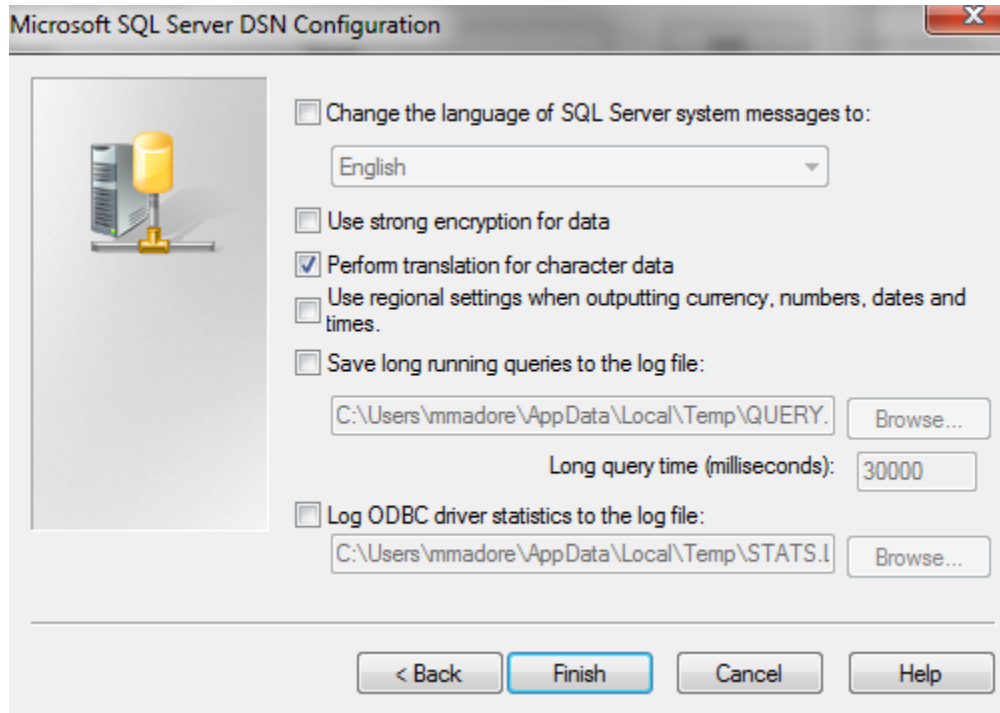 Microsoft SQL Server DSN Configuration
Change the language of SQL Server system messages to:
English
Use strong encryption for data
Perform translation for character data
Use regional settings when outputting currency, numbers, dates and
times.
Save long running queries to the log file:
C:\Users\mmadore\AppData\Local\Temp\QUERY. Browse...
Long query time (milliseconds): 30000
Log ODBC driver statistics to the log file:
C:\Users\mmadore\AppData\Local\Temp\STATS.L Browse...
< Back Finish Cancel Help